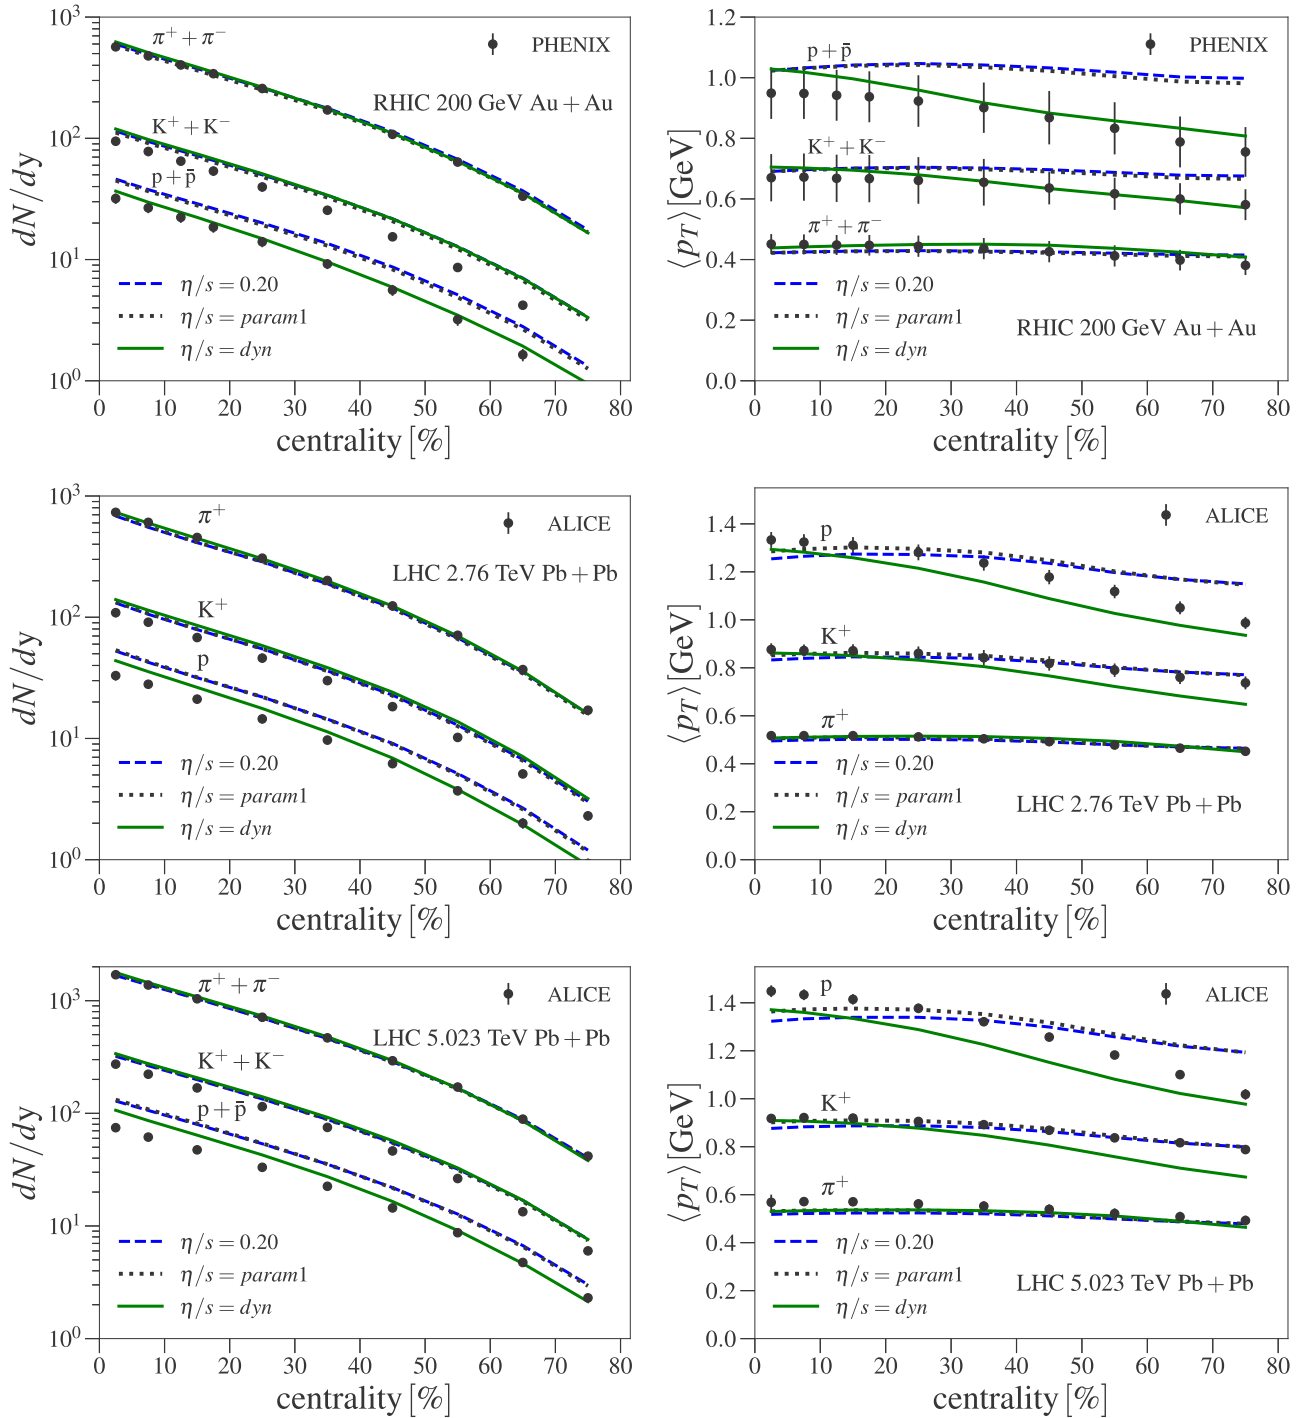 10³
10²
10¹
10⁰
dN/dy
π⁺ + π⁻
K⁺ + K⁻
p + p̄
PHENIX
RHIC 200 GeV Au + Au
η/s = 0.20
η/s = param1
η/s = dyn
0 10 20 30 40 50 60 70 80
centrality [%]
1.2
1.0
0.8
0.6
0.4
0.2
0.0
⟨p_T⟩ [GeV]
p + p̄
K⁺ + K⁻
π⁺ + π⁻
PHENIX
η/s = 0.20
η/s = param1
η/s = dyn
RHIC 200 GeV Au + Au
0 10 20 30 40 50 60 70 80
centrality [%]
10³
10²
10¹
10⁰
dN/dy
π⁺
K⁺
p
ALICE
LHC 2.76 TeV Pb + Pb
η/s = 0.20
η/s = param1
η/s = dyn
0 10 20 30 40 50 60 70 80
centrality [%]
1.4
1.2
1.0
0.8
0.6
0.4
0.2
0.0
⟨p_T⟩ [GeV]
p
K⁺
π⁺
ALICE
η/s = 0.20
η/s = param1
η/s = dyn
LHC 2.76 TeV Pb + Pb
0 10 20 30 40 50 60 70 80
centrality [%]
10³
10²
10¹
10⁰
dN/dy
π⁺ + π⁻
K⁺ + K⁻
p + p̄
ALICE
LHC 5.023 TeV Pb + Pb
η/s = 0.20
η/s = param1
η/s = dyn
0 10 20 30 40 50 60 70 80
centrality [%]
1.4
1.2
1.0
0.8
0.6
0.4
0.2
0.0
⟨p_T⟩ [GeV]
p
K⁺
π⁺
ALICE
η/s = 0.20
η/s = param1
η/s = dyn
LHC 5.023 TeV Pb + Pb
0 10 20 30 40 50 60 70 80
centrality [%]